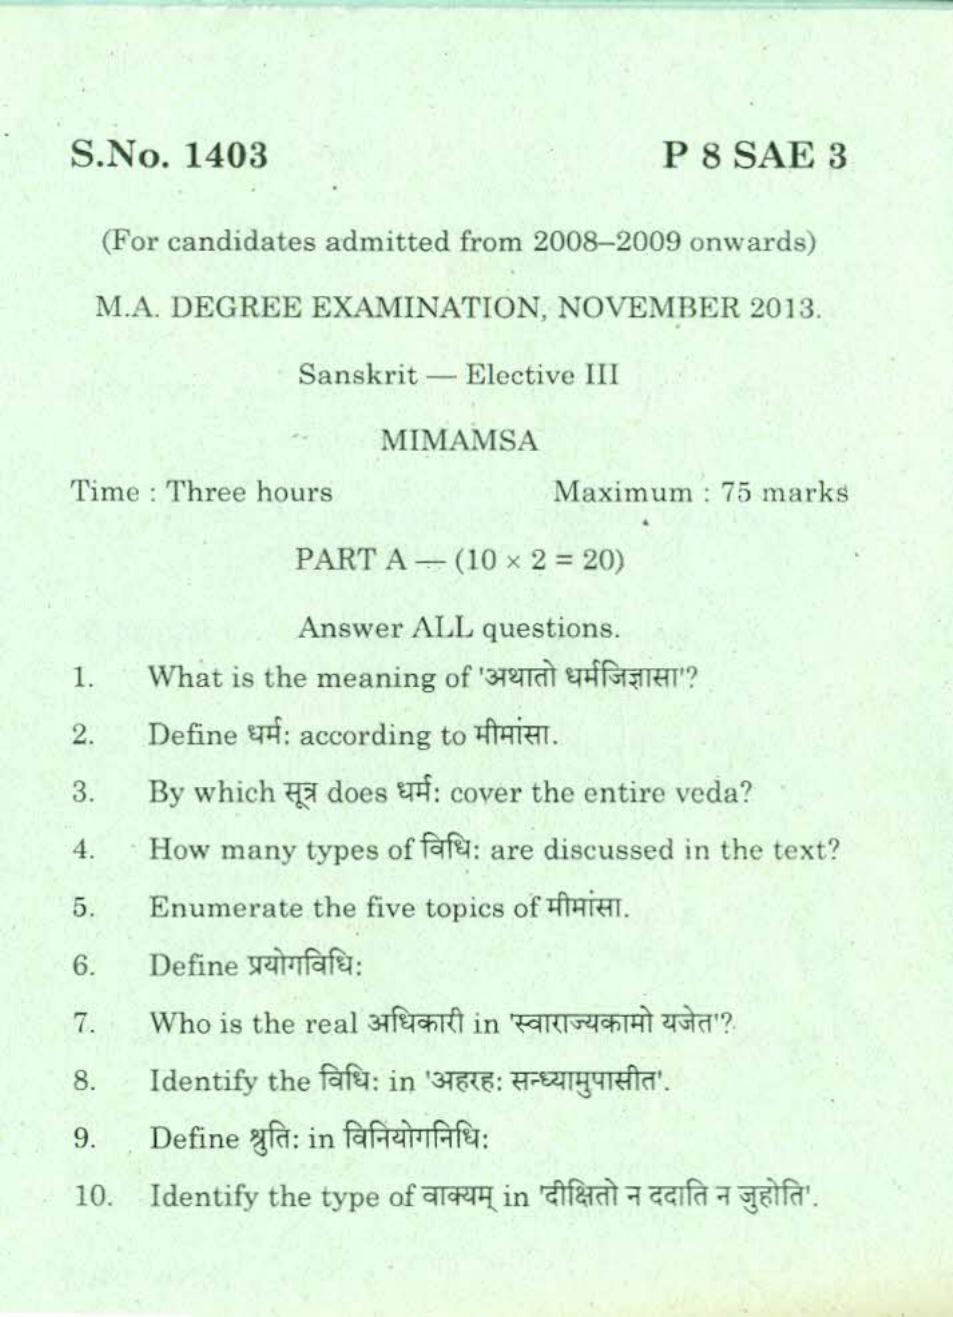 S.No. 1403 P 8 SAE 3
(For candidates admitted from 2008–2009 onwards)
M.A. DEGREE EXAMINATION, NOVEMBER 2013.
Sanskrit — Elective III
MIMAMSA
Time : Three hours Maximum : 75 marks
PART A — (10 × 2 = 20)
Answer ALL questions.
1. What is the meaning of 'अथातो धर्मजिज्ञासा'?
2. Define धर्म: according to मीमांसा.
3. By which सूत्र does धर्म: cover the entire veda?
4. How many types of विधि: are discussed in the text?
5. Enumerate the five topics of मीमांसा.
6. Define प्रयोगविधि:
7. Who is the real अधिकारी in 'स्वाराज्यकामो यजेत'?
8. Identify the विधि: in 'अहरह: सन्ध्यामुपासीत'.
9. Define श्रुति: in विनियोगनिधि:
10. Identify the type of वाक्यम् in 'दीक्षितो न ददाति न जुहोति'.